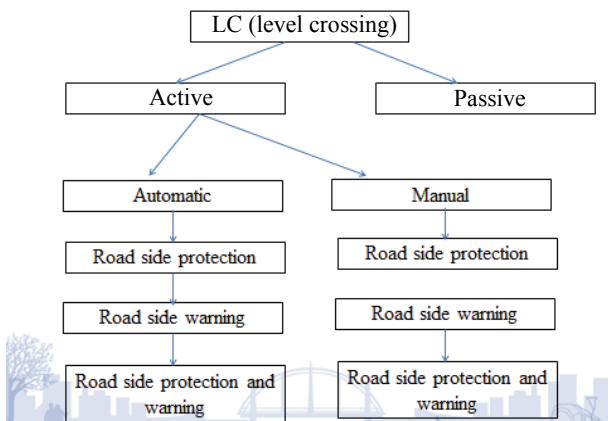 LC (level crossing)
Active
Passive
Automatic
Manual
Road side protection
Road side protection
Road side warning
Road side warning
Road side protection and
warning
Road side protection and
warning